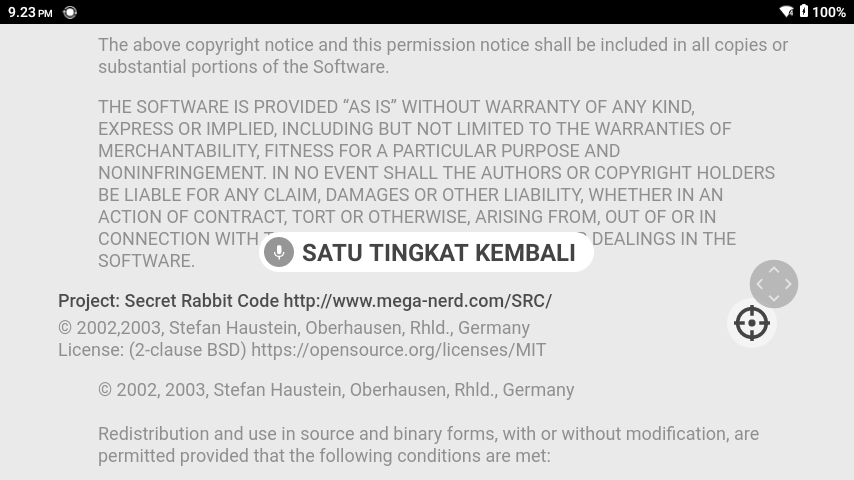 9.23 PM
100%
The above copyright notice and this permission notice shall be included in all copies or
substantial portions of the Software.
THE SOFTWARE IS PROVIDED “AS IS” WITHOUT WARRANTY OF ANY KIND,
EXPRESS OR IMPLIED, INCLUDING BUT NOT LIMITED TO THE WARRANTIES OF
MERCHANTABILITY, FITNESS FOR A PARTICULAR PURPOSE AND
NONINFRINGEMENT. IN NO EVENT SHALL THE AUTHORS OR COPYRIGHT HOLDERS
BE LIABLE FOR ANY CLAIM, DAMAGES OR OTHER LIABILITY, WHETHER IN AN
ACTION OF CONTRACT, TORT OR OTHERWISE, ARISING FROM, OUT OF OR IN
CONNECTION WITH DEALINGS IN THE
SATU TINGKAT KEMBALI
SOFTWARE.
Project: Secret Rabbit Code http://www.mega-nerd.com/SRC/
© 2002,2003, Stefan Haustein, Oberhausen, Rhld., Germany
License: (2-clause BSD) https://opensource.org/licenses/MIT
© 2002, 2003, Stefan Haustein, Oberhausen, Rhld., Germany
Redistribution and use in source and binary forms, with or without modification, are
permitted provided that the following conditions are met: